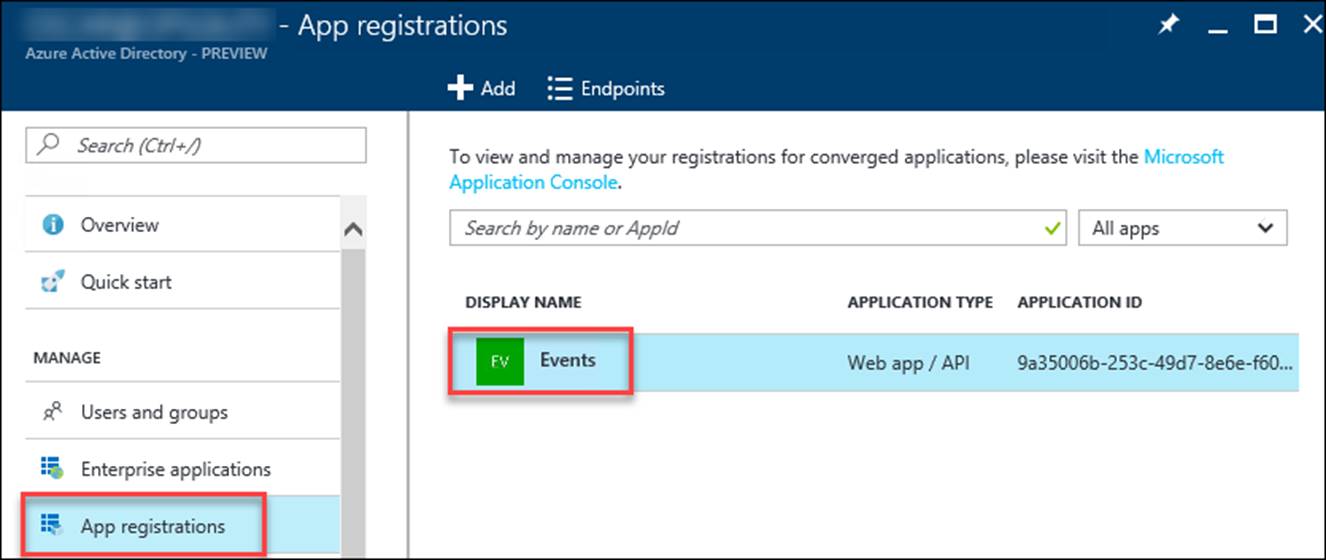 - App registrations
Azure Active Directory - PREVIEW
Add
Endpoints
Search (Ctrl+/)
Overview
Quick start
MANAGE
Users and groups
Enterprise applications
App registrations
To view and manage your registrations for converged applications, please visit the Microsoft
Application Console.
Search by name or AppId
All apps
DISPLAY NAME
APPLICATION TYPE
APPLICATION ID
EV
Events
Web app / API
9a35006b-253c-49d7-8e6e-f60...